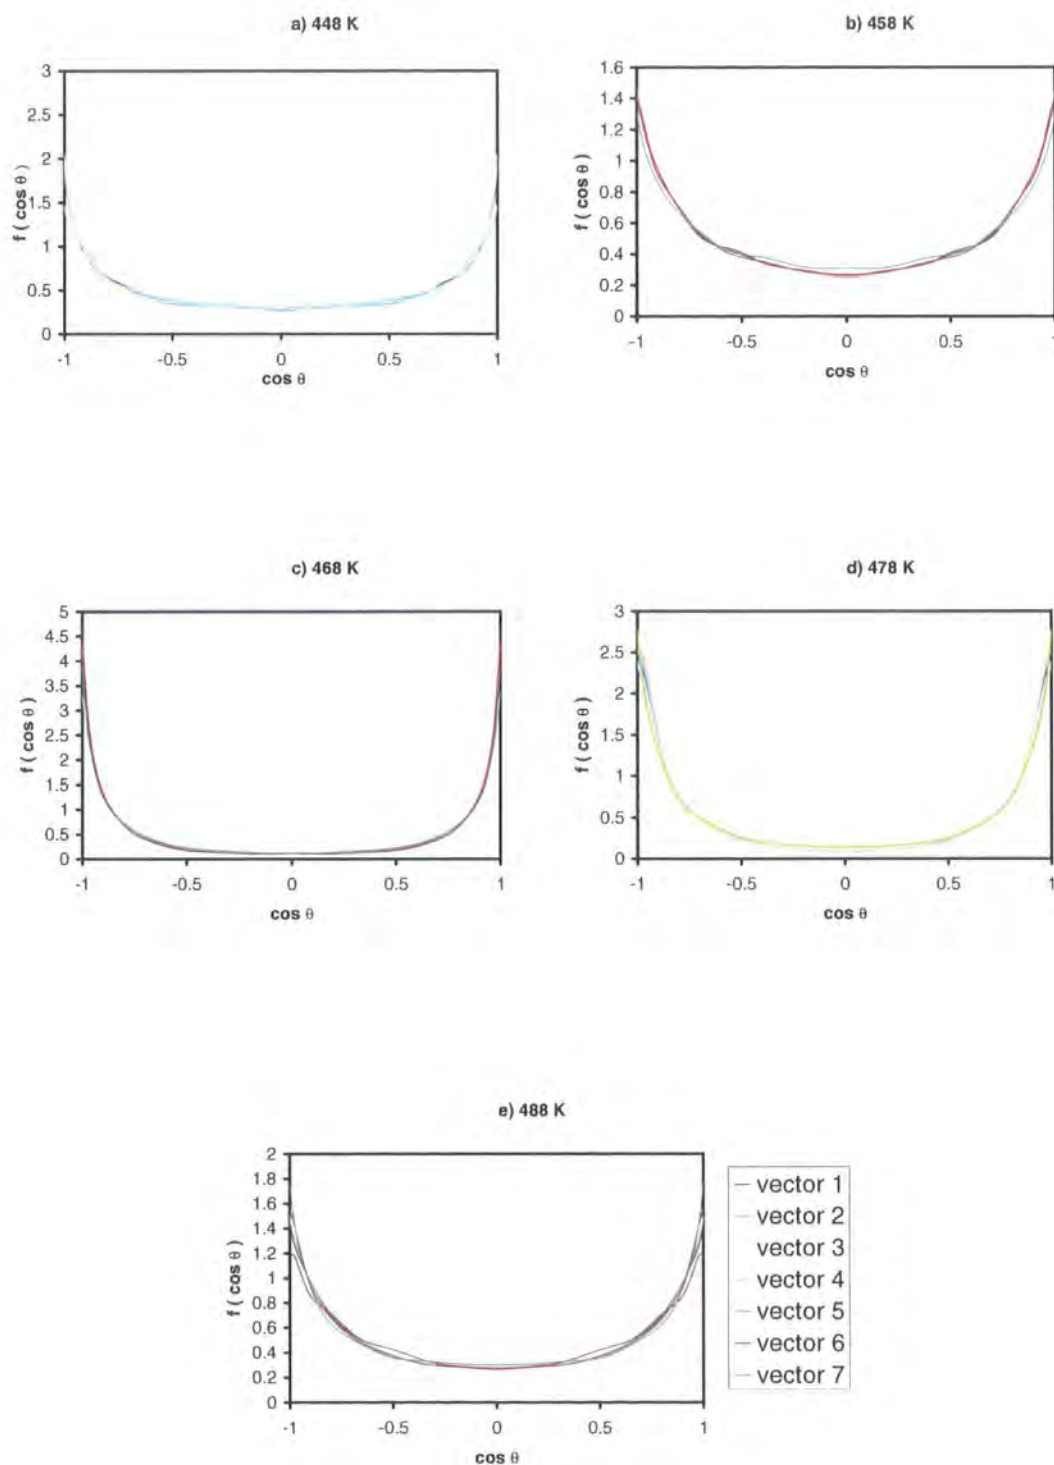 a) 448 K
3
2.5
2
1.5
1
0.5
0
f ( cos θ )
-1 -0.5 0 0.5 1
cos θ
b) 458 K
1.6
1.4
1.2
1
0.8
0.6
0.4
0.2
0
f ( cos θ )
-1 -0.5 0 0.5 1
cos θ
c) 468 K
5
4.5
4
3.5
3
2.5
2
1.5
1
0.5
0
f ( cos θ )
-1 -0.5 0 0.5 1
cos θ
d) 478 K
3
2.5
2
1.5
1
0.5
0
f ( cos θ )
-1 -0.5 0 0.5 1
cos θ
e) 488 K
2
1.8
1.6
1.4
1.2
1
0.8
0.6
0.4
0.2
0
f ( cos θ )
-1 -0.5 0 0.5 1
cos θ
vector 1
vector 2
vector 3
vector 4
vector 5
vector 6
vector 7